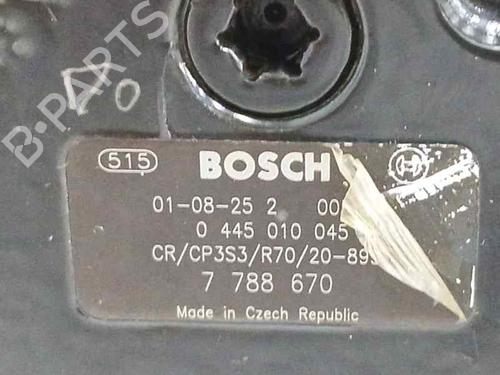 B-PARTS
515 BOSCH
01-08-25 2 00
0 445 010 045
CR/CP3S3/R70/20-89
7 788 670
Made in Czech Republic